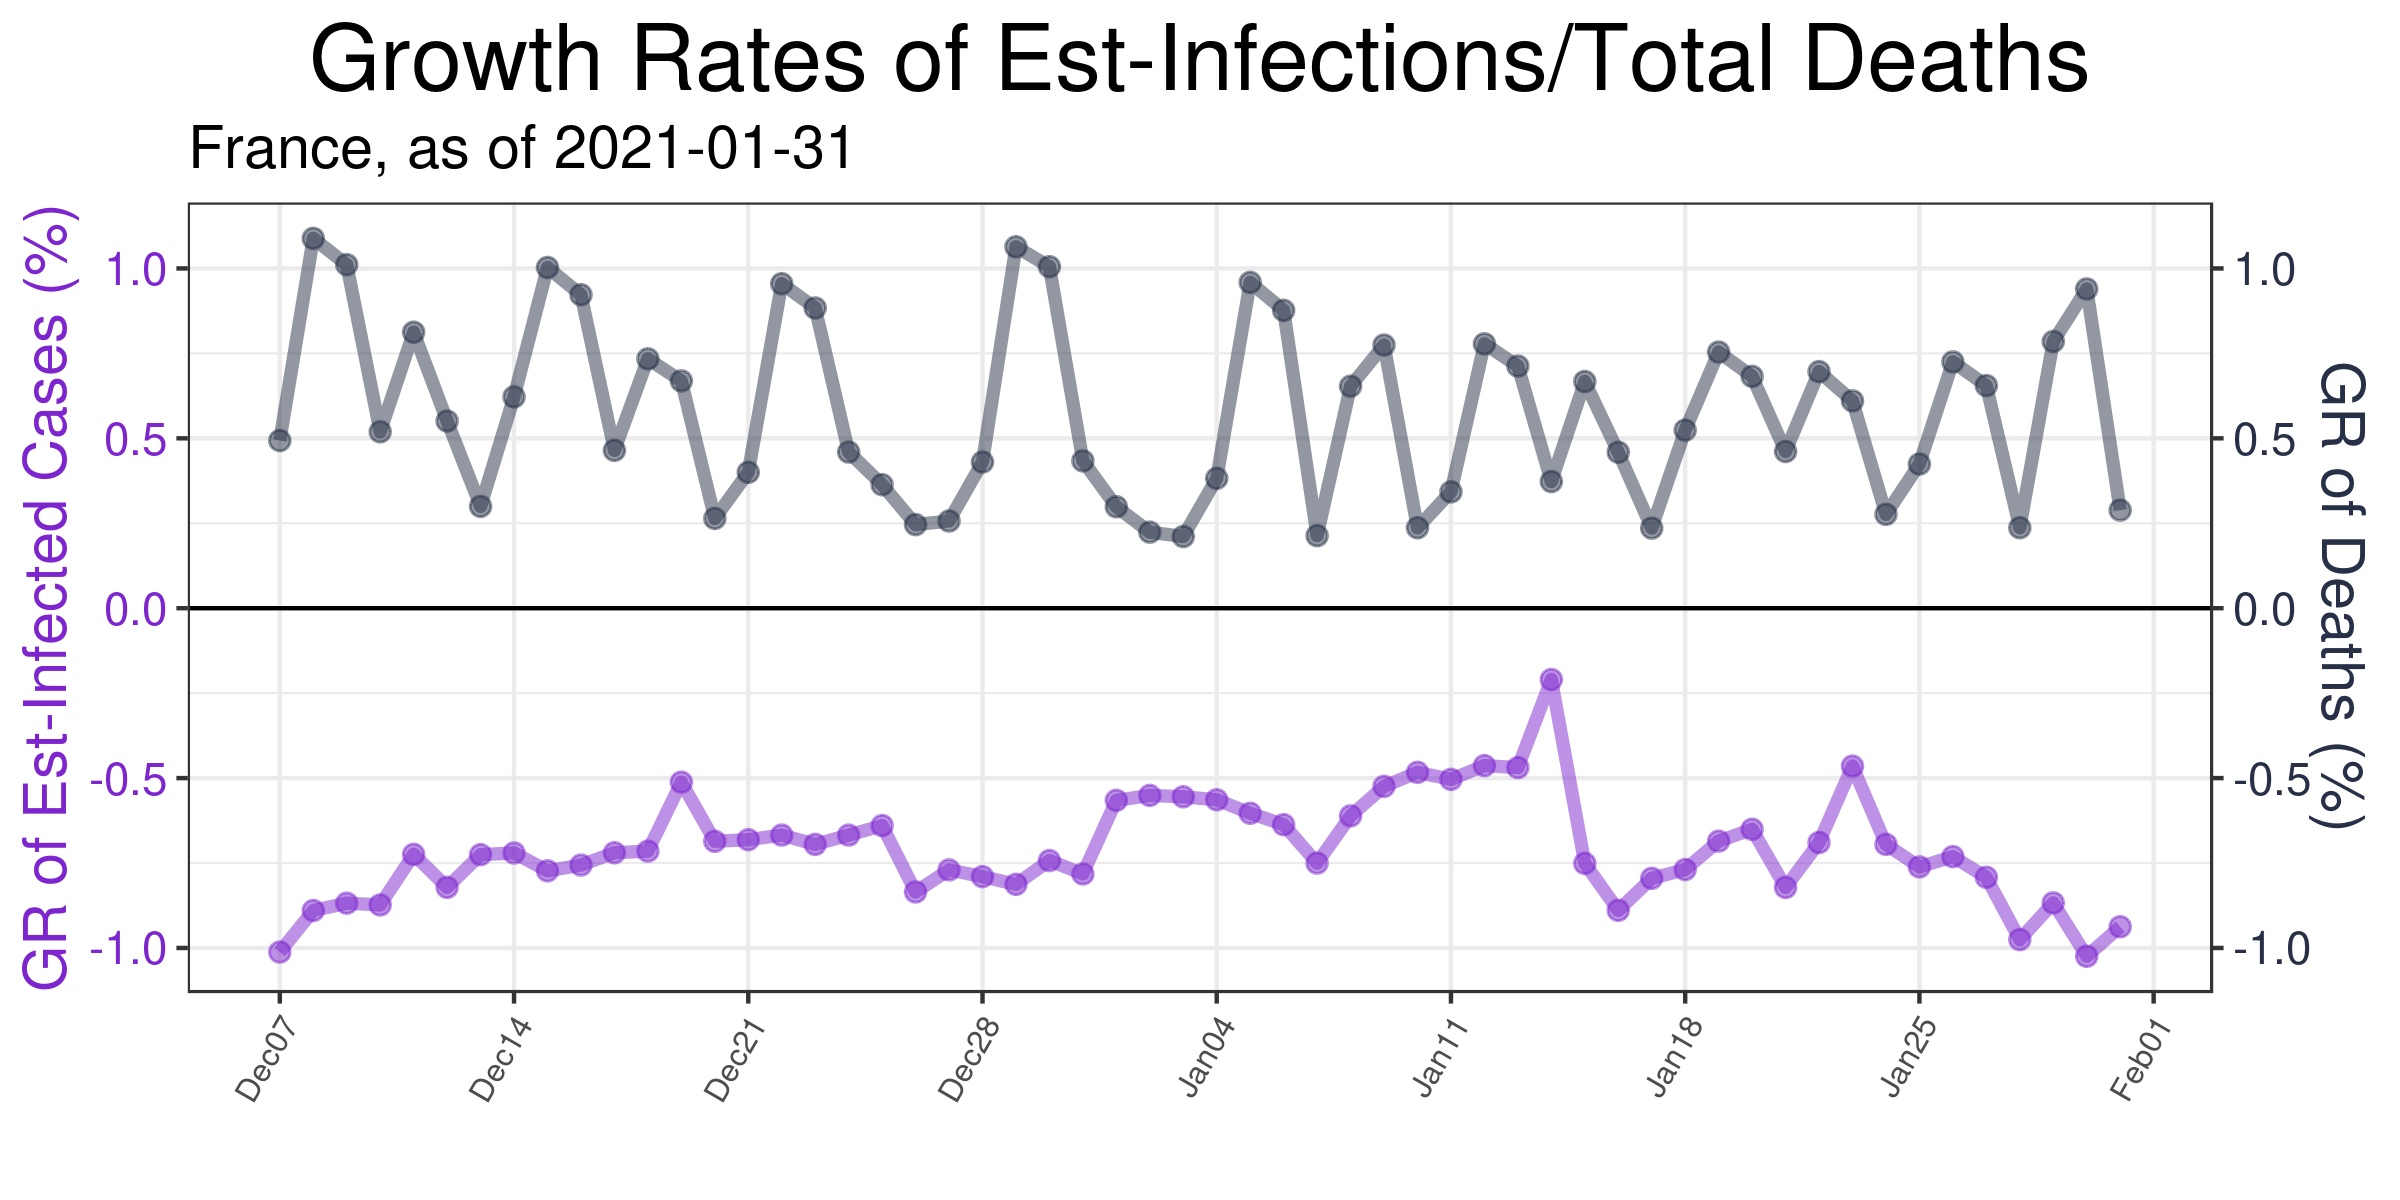 Growth Rates of Est-Infections/Total Deaths
France, as of 2021-01-31
GR of Est-Infected Cases (%)
1.0
0.5
0.0
-0.5
-1.0
1.0
0.5
0.0
-0.5
-1.0
GR of Deaths (%)
Dec07
Dec14
Dec21
Dec28
Jan04
Jan11
Jan18
Jan25
Feb01